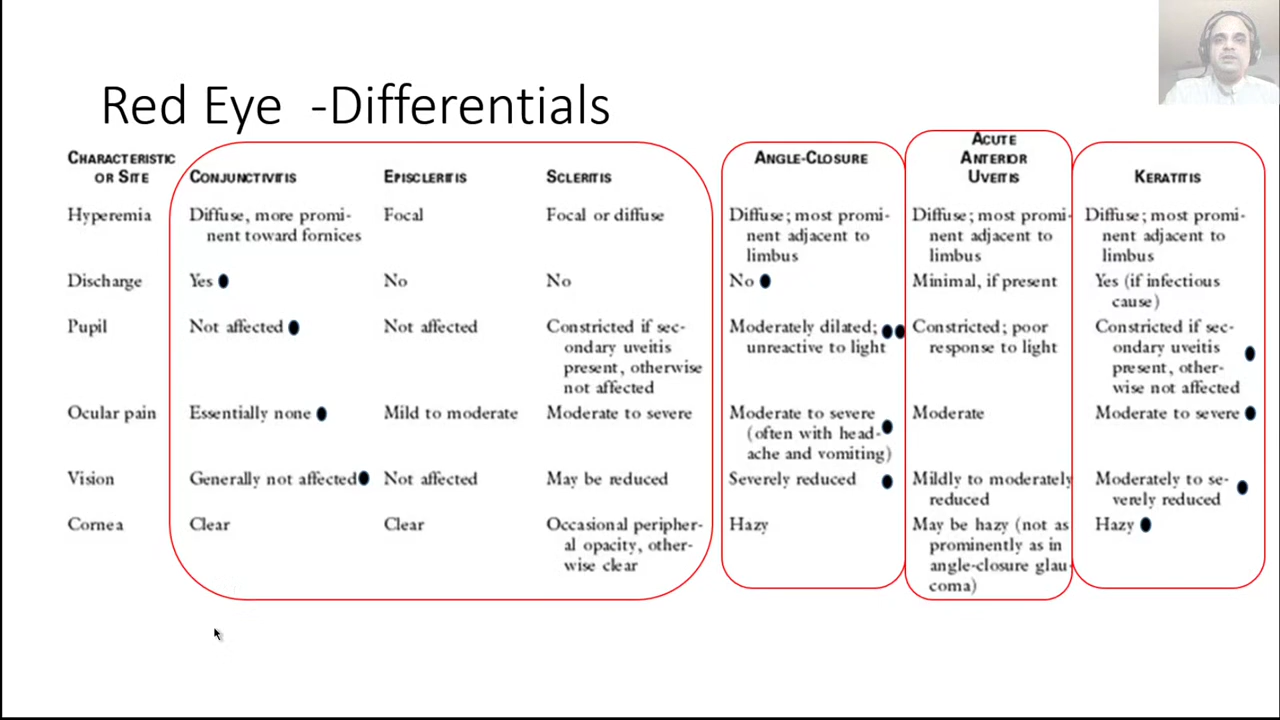 Red Eye -Differentials
CHARACTERISTIC
OR SITE
CONJUNCTIVITIS
EPISCLERITIS
SCLERITIS
ANGLE-CLOSURE
ACUTE
ANTERIOR
UVEITIS
KERATITIS
Hyperemia
Diffuse, more promi-
nent toward fornices
Focal
Focal or diffuse
Diffuse; most promi-
nent adjacent to
limbus
Diffuse; most promi-
nent adjacent to
limbus
Diffuse; most promi-
nent adjacent to
limbus
Discharge
Yes
No
No
No
Minimal, if present
Yes (if infectious
cause)
Pupil
Not affected
Not affected
Constricted if sec-
ondary uveitis
present, otherwise
not affected
Moderately dilated;
unreactive to light
Constricted; poor
response to light
Constricted if sec-
ondary uveitis
present, other-
wise not affected
Ocular pain
Essentially none
Mild to moderate
Moderate to severe
Moderate to severe
(often with head-
ache and vomiting)
Moderate
Moderate to severe
Vision
Generally not affected
Not affected
May be reduced
Severely reduced
Mildly to moderately
reduced
Moderately to se-
verely reduced
Cornea
Clear
Clear
Occasional peripher-
al opacity, other-
wise clear
Hazy
May be hazy (not as
prominently as in
angle-closure glau-
coma)
Hazy